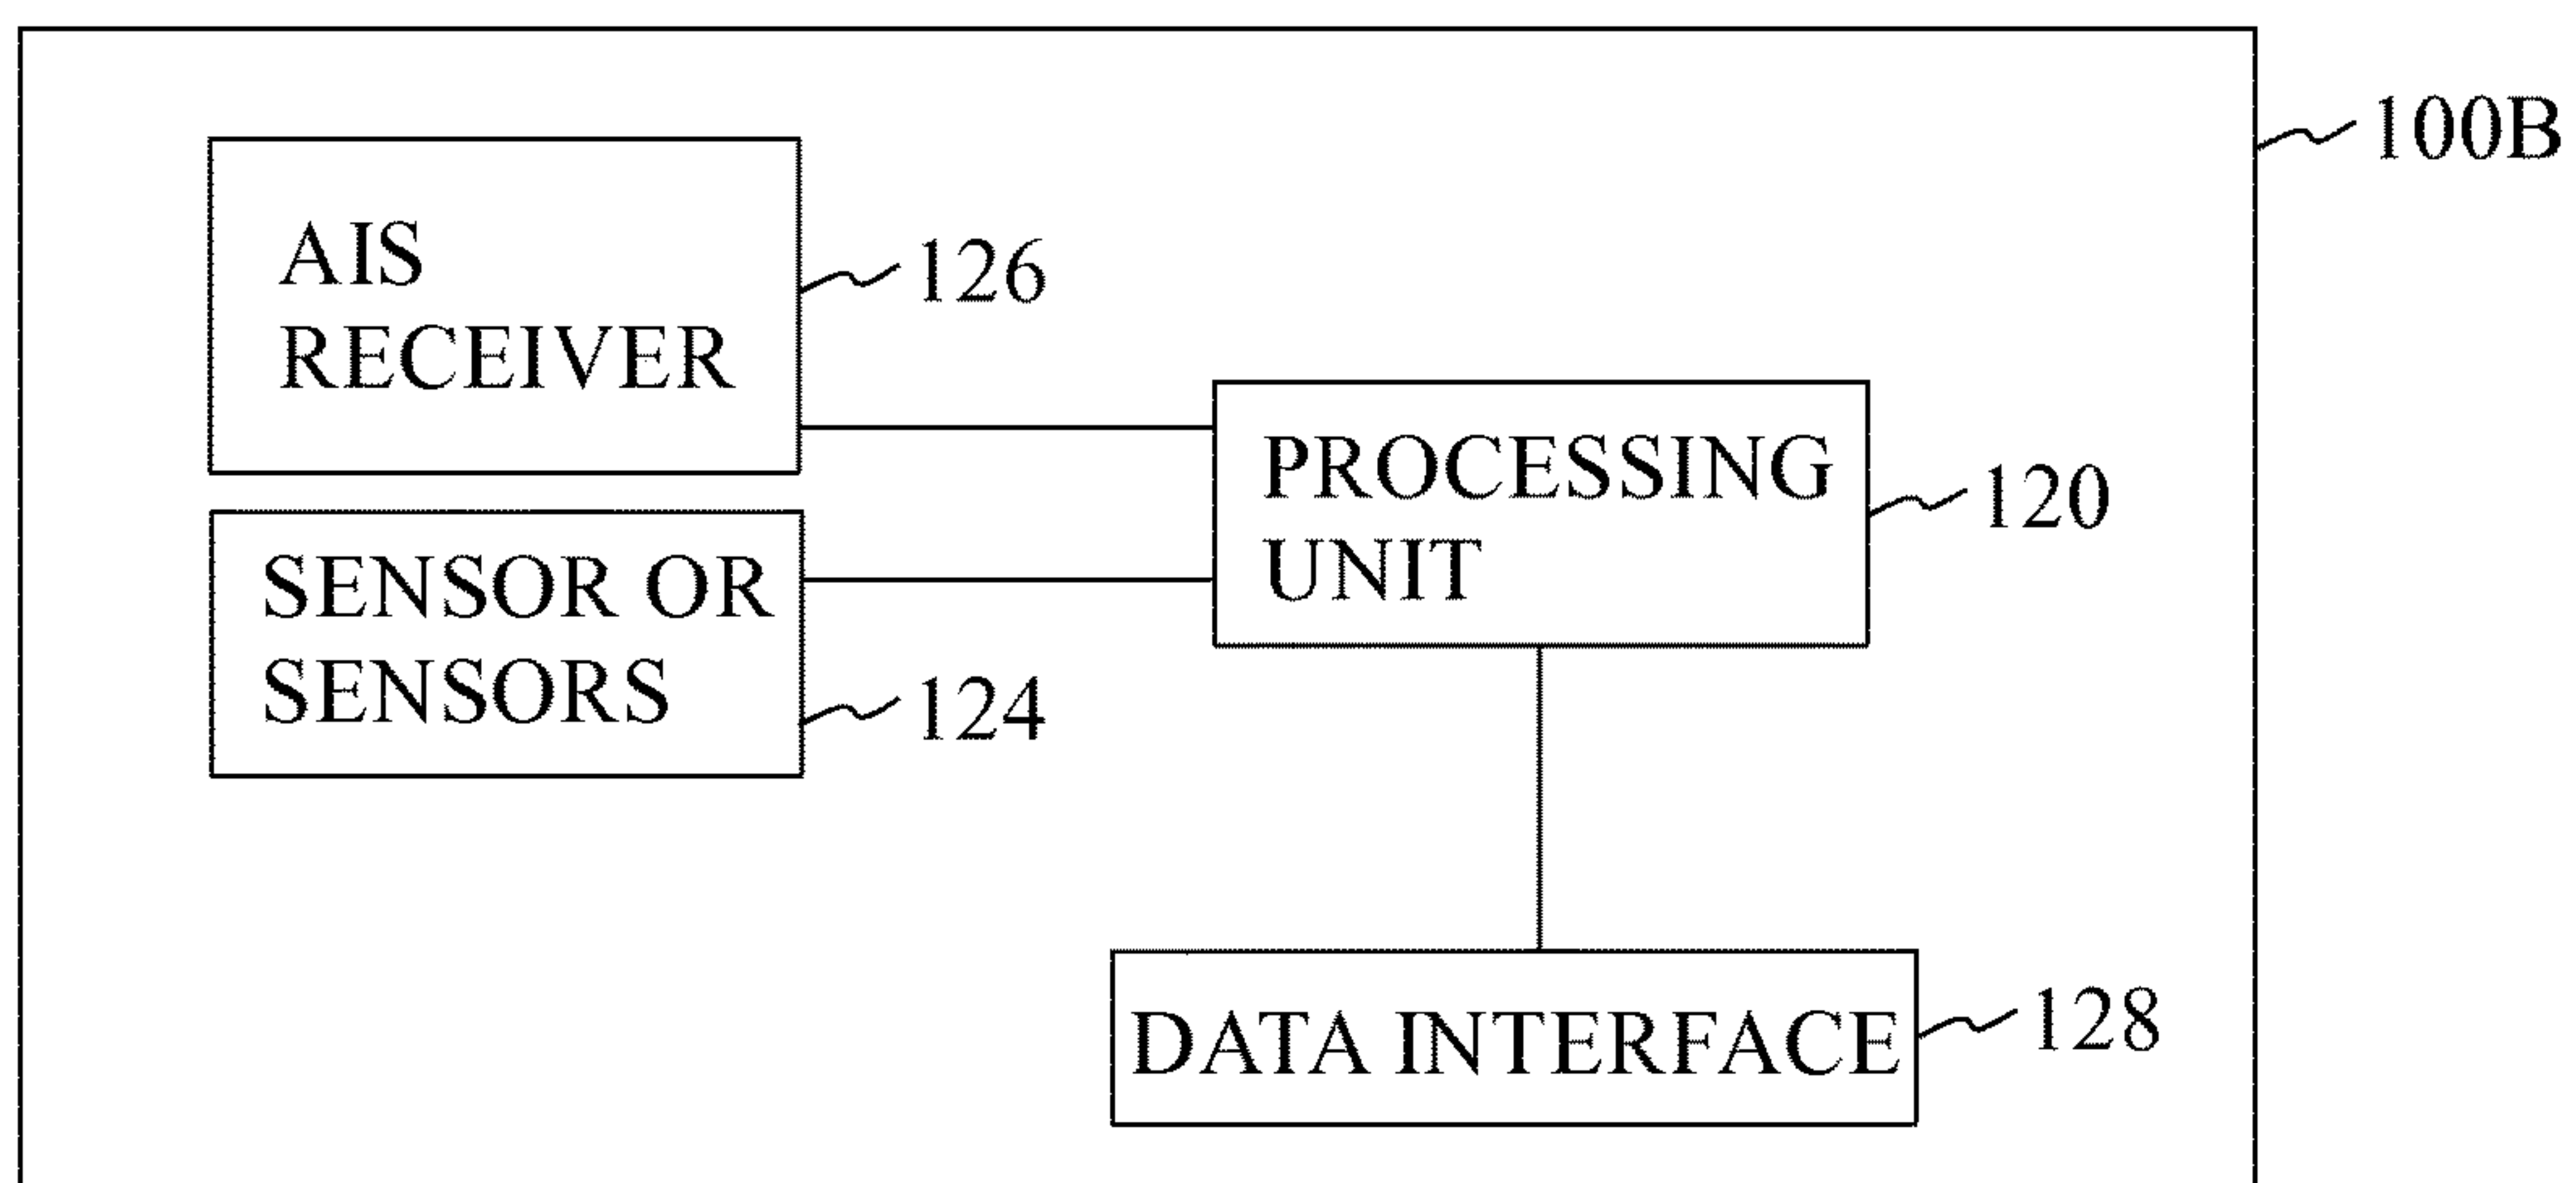 100B
AIS
RECEIVER
126
PROCESSING
UNIT
120
SENSOR OR
SENSORS
124
DATA INTERFACE
128